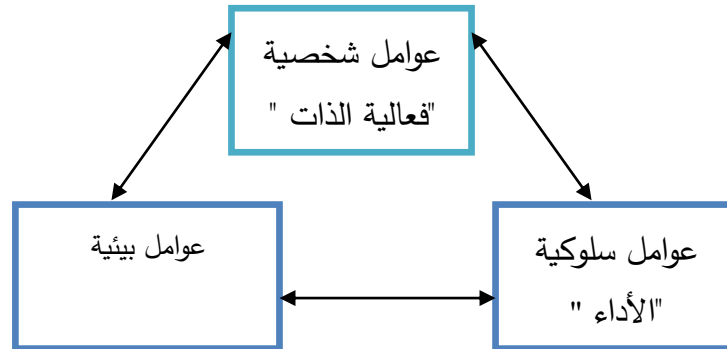 عوامل شخصية
"فعالية الذات "
عوامل سلوكية
"الأداء "
عوامل بيئية